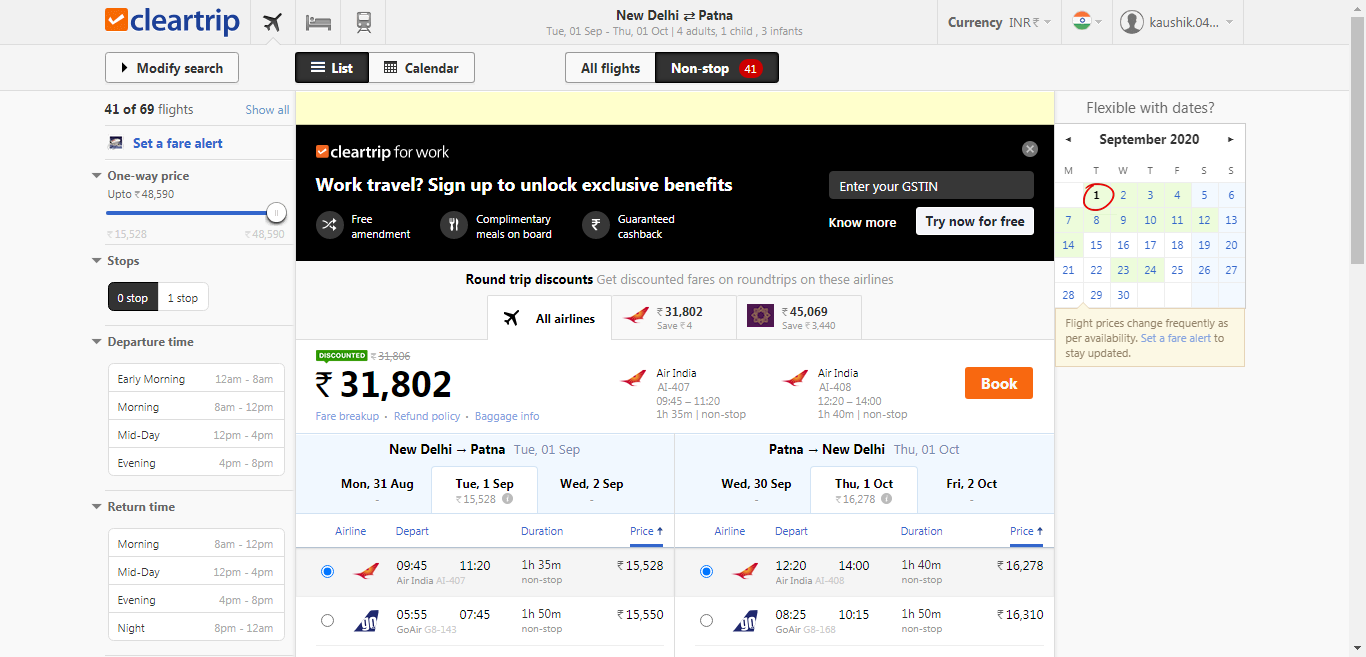 cleartrip
New Delhi ⇄ Patna
Tue, 01 Sep - Thu, 01 Oct | 4 adults, 1 child , 3 infants
Currency INR ₹
kaushik.04...
Modify search
List
Calendar
All flights
Non-stop 41
41 of 69 flights
Show all
Set a fare alert
One-way price
Upto ₹ 48,590
₹ 15,528
₹ 48,590
Stops
0 stop
1 stop
Departure time
Early Morning 12am - 8am
Morning 8am - 12pm
Mid-Day 12pm - 4pm
Evening 4pm - 8pm
Return time
Morning 8am - 12pm
Mid-Day 12pm - 4pm
Evening 4pm - 8pm
Night 8pm - 12am
cleartrip for work
Work travel? Sign up to unlock exclusive benefits
Free
amendment
Complimentary
meals on board
₹
Guaranteed
cashback
Enter your GSTIN
Know more
Try now for free
Round trip discounts Get discounted fares on roundtrips on these airlines
All airlines
₹ 31,802
Save ₹ 4
₹ 45,069
Save ₹ 3,440
DISCOUNTED ₹ 31,806
₹ 31,802
Fare breakup · Refund policy · Baggage info
Air India
AI-407
09:45 – 11:20
1h 35m | non-stop
Air India
AI-408
12:20 – 14:00
1h 40m | non-stop
Book
New Delhi → Patna Tue, 01 Sep
Mon, 31 Aug
-
Tue, 1 Sep
₹ 15,528 i
Wed, 2 Sep
-
Airline Depart Duration Price ↑
09:45 11:20 1h 35m ₹ 15,528
Air India AI-407 non-stop
go 05:55 07:45 1h 50m ₹ 15,550
GoAir G8-143 non-stop
Patna → New Delhi Thu, 01 Oct
Wed, 30 Sep
-
Thu, 1 Oct
₹ 16,278 i
Fri, 2 Oct
-
Airline Depart Duration Price ↑
12:20 14:00 1h 40m ₹ 16,278
Air India AI-408 non-stop
go 08:25 10:15 1h 50m ₹ 16,310
GoAir G8-168 non-stop
Flexible with dates?
September 2020
M T W T F S S
1 2 3 4 5 6
7 8 9 10 11 12 13
14 15 16 17 18 19 20
21 22 23 24 25 26 27
28 29 30
Flight prices change frequently as
per availability. Set a fare alert to
stay updated.